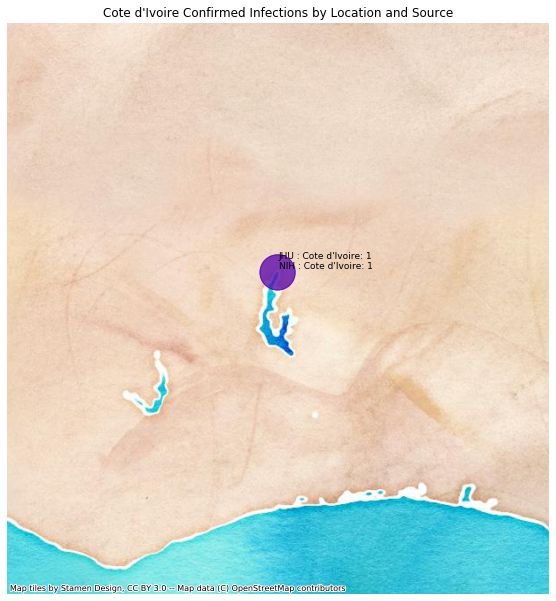 Cote d'Ivoire Confirmed Infections by Location and Source
JHU : Cote d'Ivoire: 1
NIH : Cote d'Ivoire: 1
Map tiles by Stamen Design, CC BY 3.0 -- Map data (C) OpenStreetMap contributors